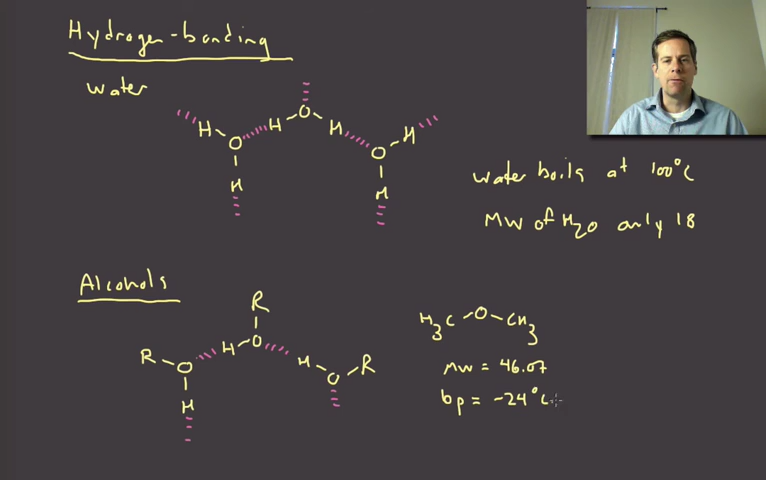 Hydrogen-bonding
water
H O H O H O H
H H
water boils at 100°C
MW of H2O only 18
Alcohols
R
R O H O H O R
H
H3C-O-CH3
MW = 46.07
bp = -24°C